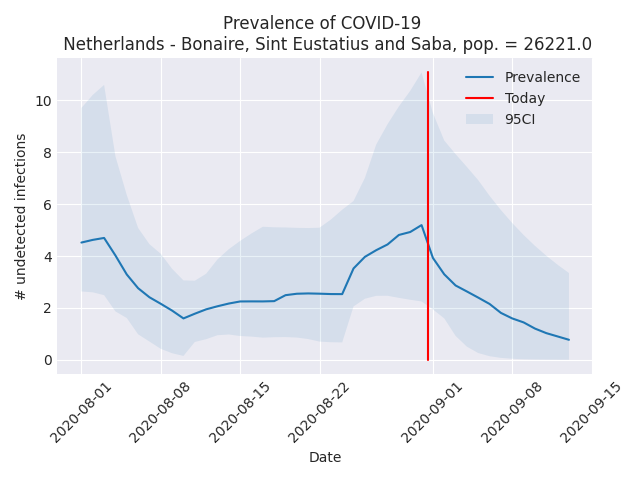 Prevalence of COVID-19
Netherlands - Bonaire, Sint Eustatius and Saba, pop. = 26221.0
Prevalence
Today
95CI
# undetected infections
10
8
6
4
2
0
2020-08-01
2020-08-08
2020-08-15
2020-08-22
2020-09-01
2020-09-08
2020-09-15
Date